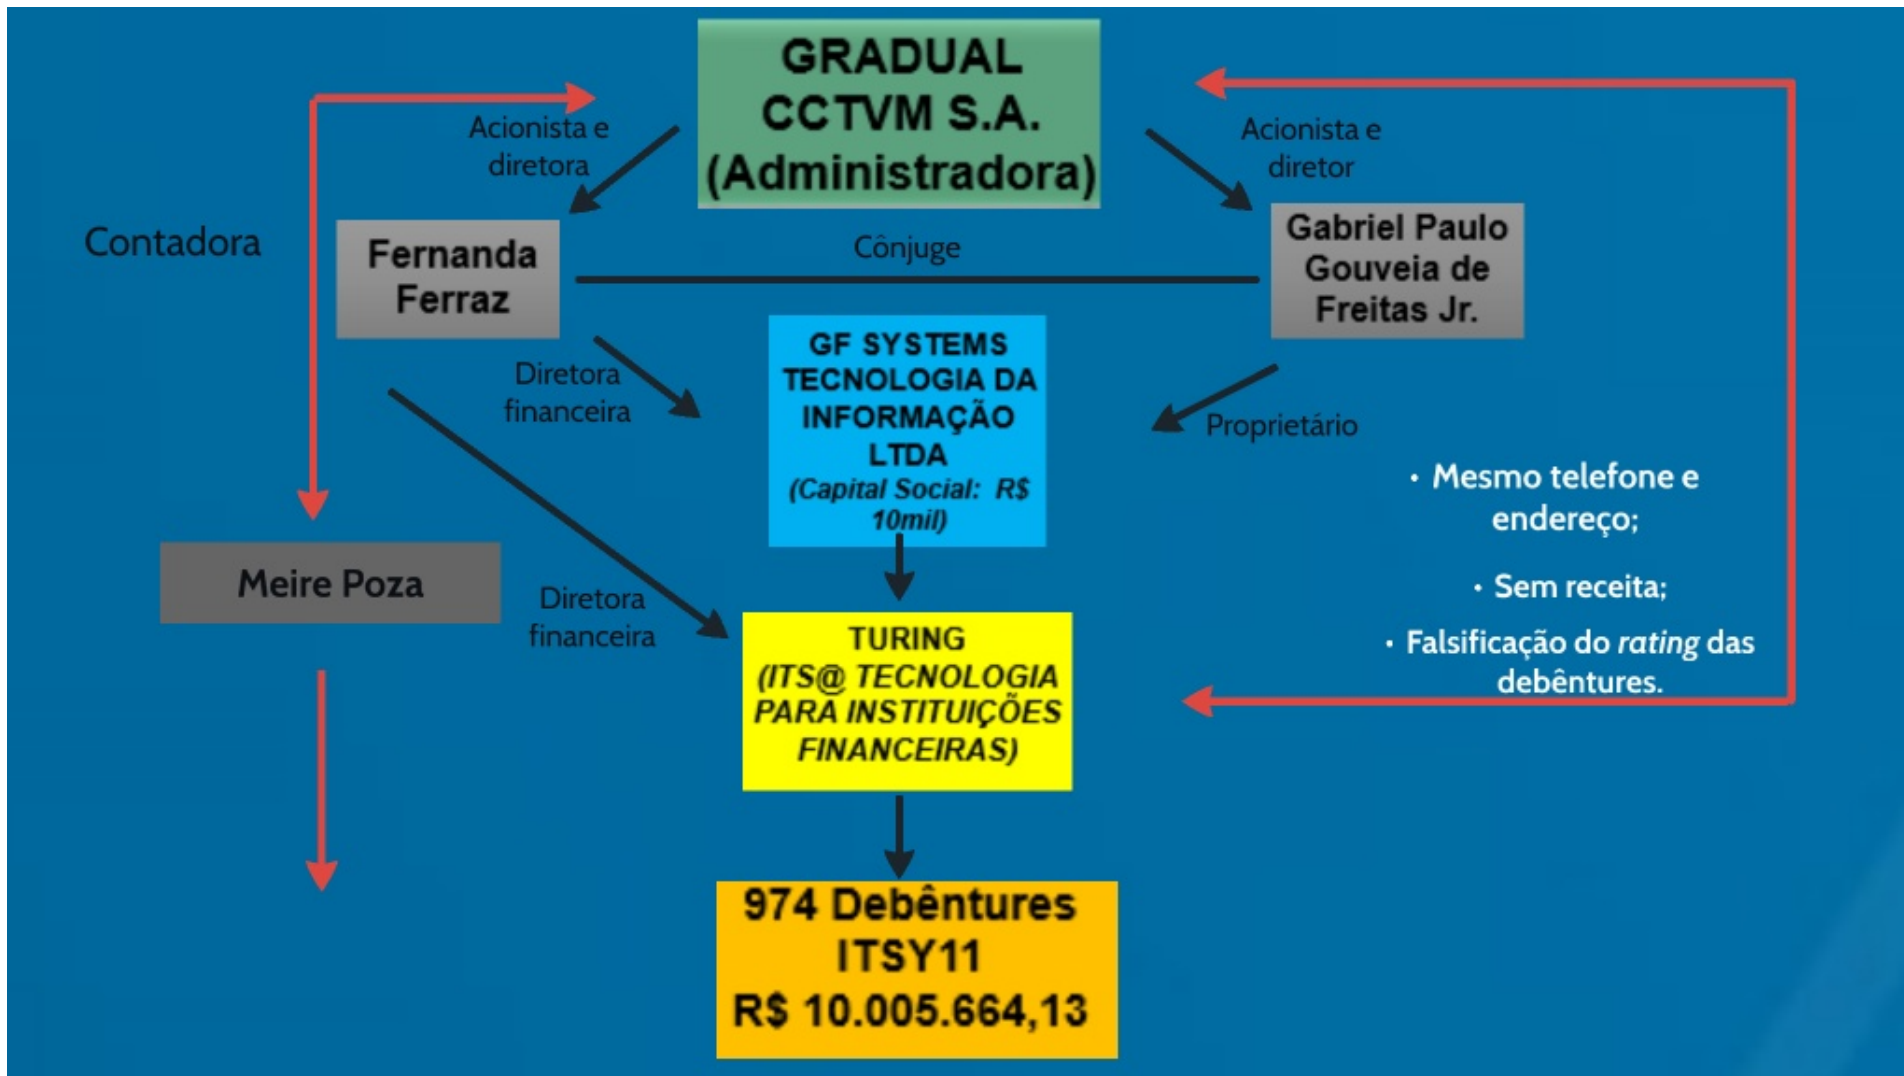 GRADUAL
CCTVM S.A.
(Administradora)
Acionista e
diretora
Acionista e
diretor
Contadora
Fernanda
Ferraz
Cônjuge
Gabriel Paulo
Gouveia de
Freitas Jr.
Diretora
financeira
GF SYSTEMS
TECNOLOGIA DA
INFORMAÇÃO
LTDA
(Capital Social: R$
10mil)
Proprietário
• Mesmo telefone e
endereço;
• Sem receita;
• Falsificação do rating das
debêntures.
Meire Poza
Diretora
financeira
TURING
(ITS@ TECNOLOGIA
PARA INSTITUIÇÕES
FINANCEIRAS)
974 Debêntures
ITSY11
R$ 10.005.664,13